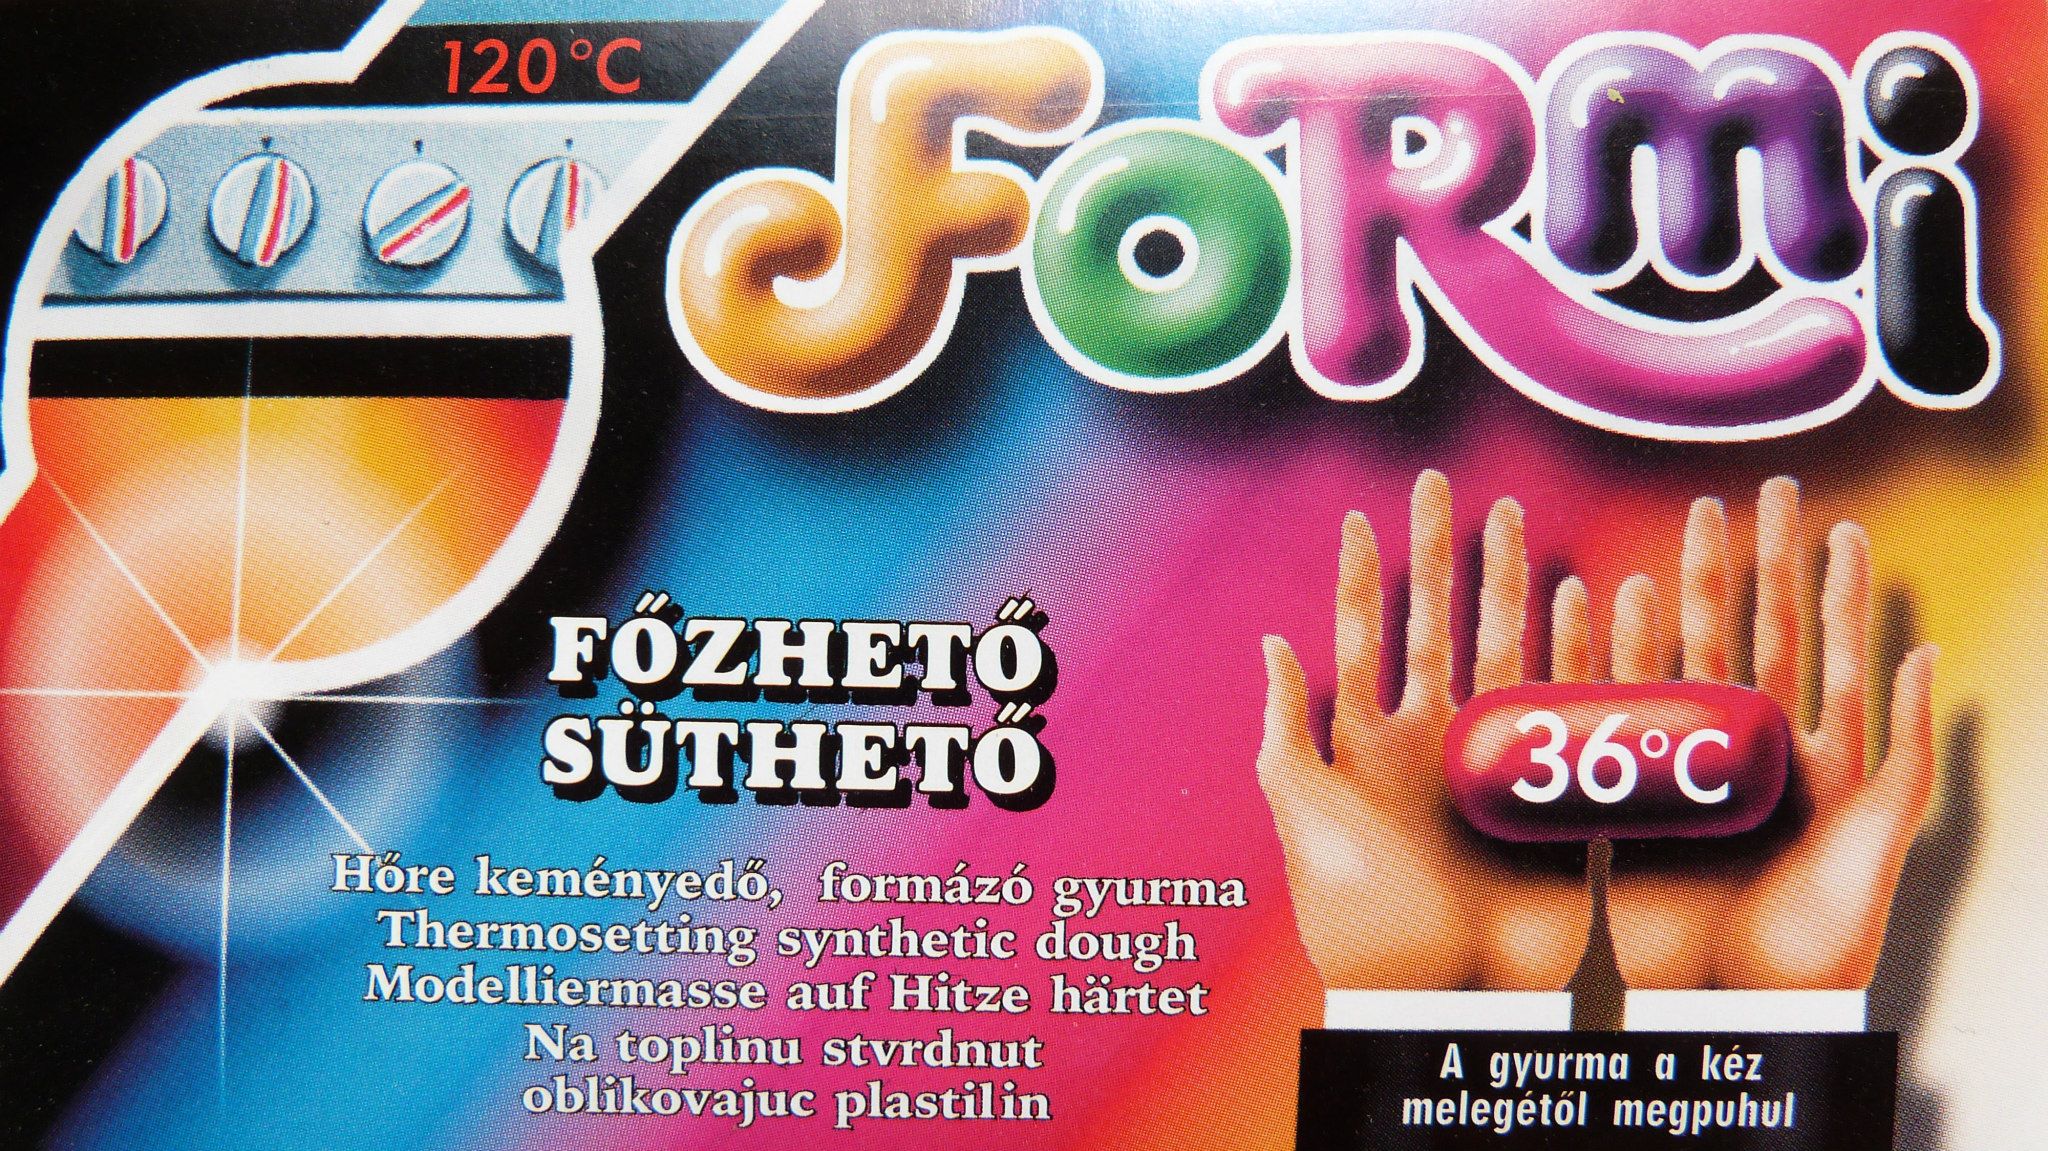 120°C
FoRmi
FŐZHETŐ
SÜTHETŐ
36°C
Hőre keményedő, formázó gyurma
Thermosetting synthetic dough
Modelliermasse auf Hitze härtet
Na toplinu stvrdnut
oblikovajuc plastilin
A gyurma a kéz
melegétől megpuhul